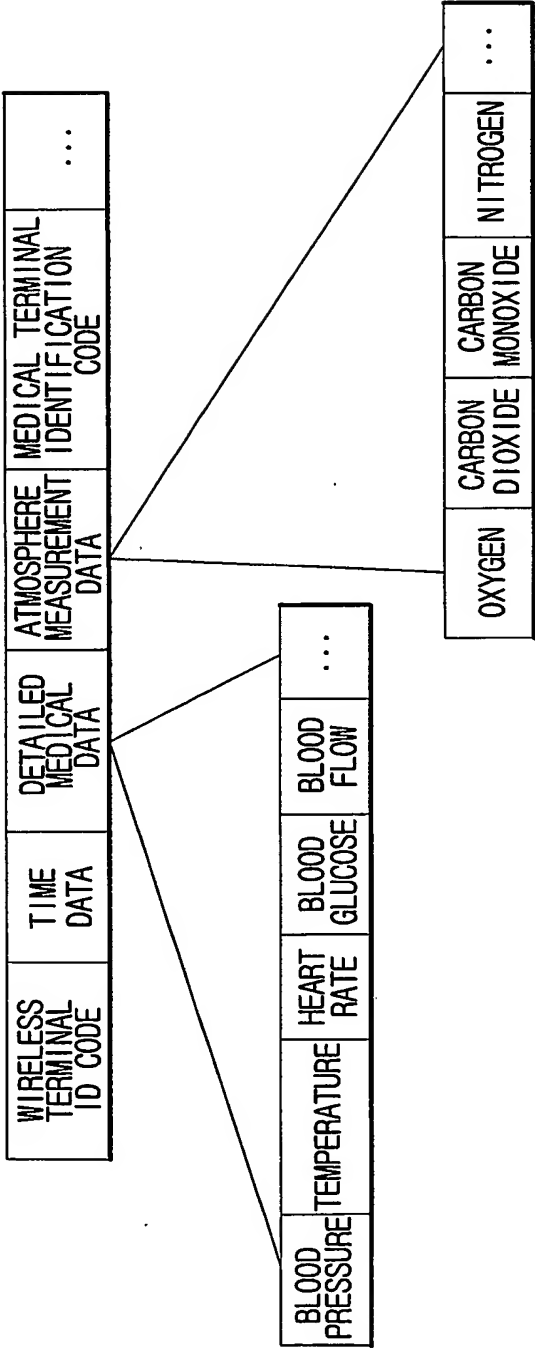 WIRELESS
TERMINAL
ID CODE
TIME
DATA
DETAILED
MEDICAL
DATA
ATMOSPHERE
MEASUREMENT
DATA
MEDICAL TERMINAL
IDENTIFICATION
CODE
...
BLOOD
PRESSURE
TEMPERATURE
HEART
RATE
BLOOD
GLUCOSE
BLOOD
FLOW
...
OXYGEN
CARBON
DIOXIDE
CARBON
MONOXIDE
NITROGEN
...